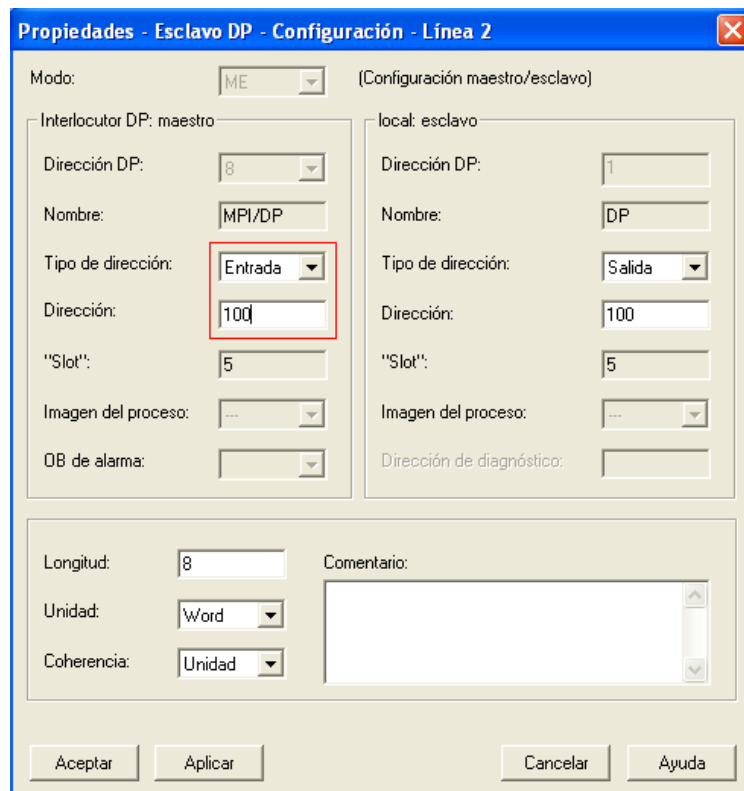 Propiedades - Esclavo DP - Configuración - Línea 2
Modo: ME (Configuración maestro/esclavo)
Interlocutor DP: maestro
Dirección DP: 8
Nombre: MPI/DP
Tipo de dirección: Entrada
Dirección: 100
"Slot": 5
Imagen del proceso: ---
OB de alarma:
local: esclavo
Dirección DP: 1
Nombre: DP
Tipo de dirección: Salida
Dirección: 100
"Slot": 5
Imagen del proceso: ---
Dirección de diagnóstico:
Longitud: 8
Unidad: Word
Coherencia: Unidad
Comentario:
Aceptar Aplicar Cancelar Ayuda